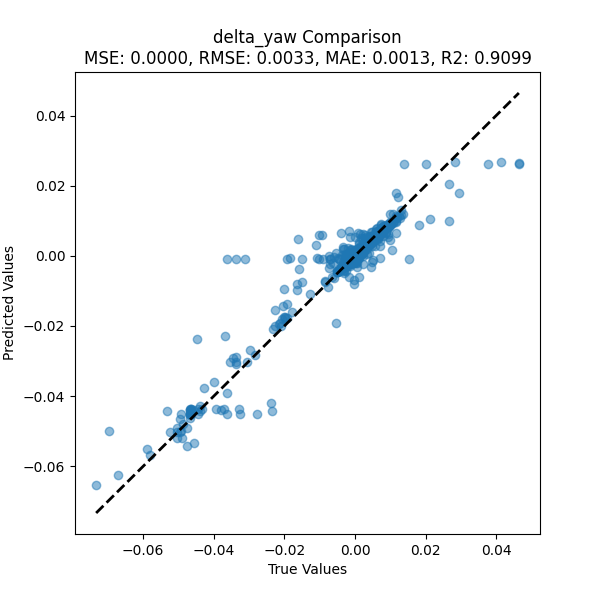 delta_yaw Comparison
MSE: 0.0000, RMSE: 0.0033, MAE: 0.0013, R2: 0.9099
Predicted Values
0.04
0.02
0.00
−0.02
−0.04
−0.06
−0.06 −0.04 −0.02 0.00 0.02 0.04
True Values